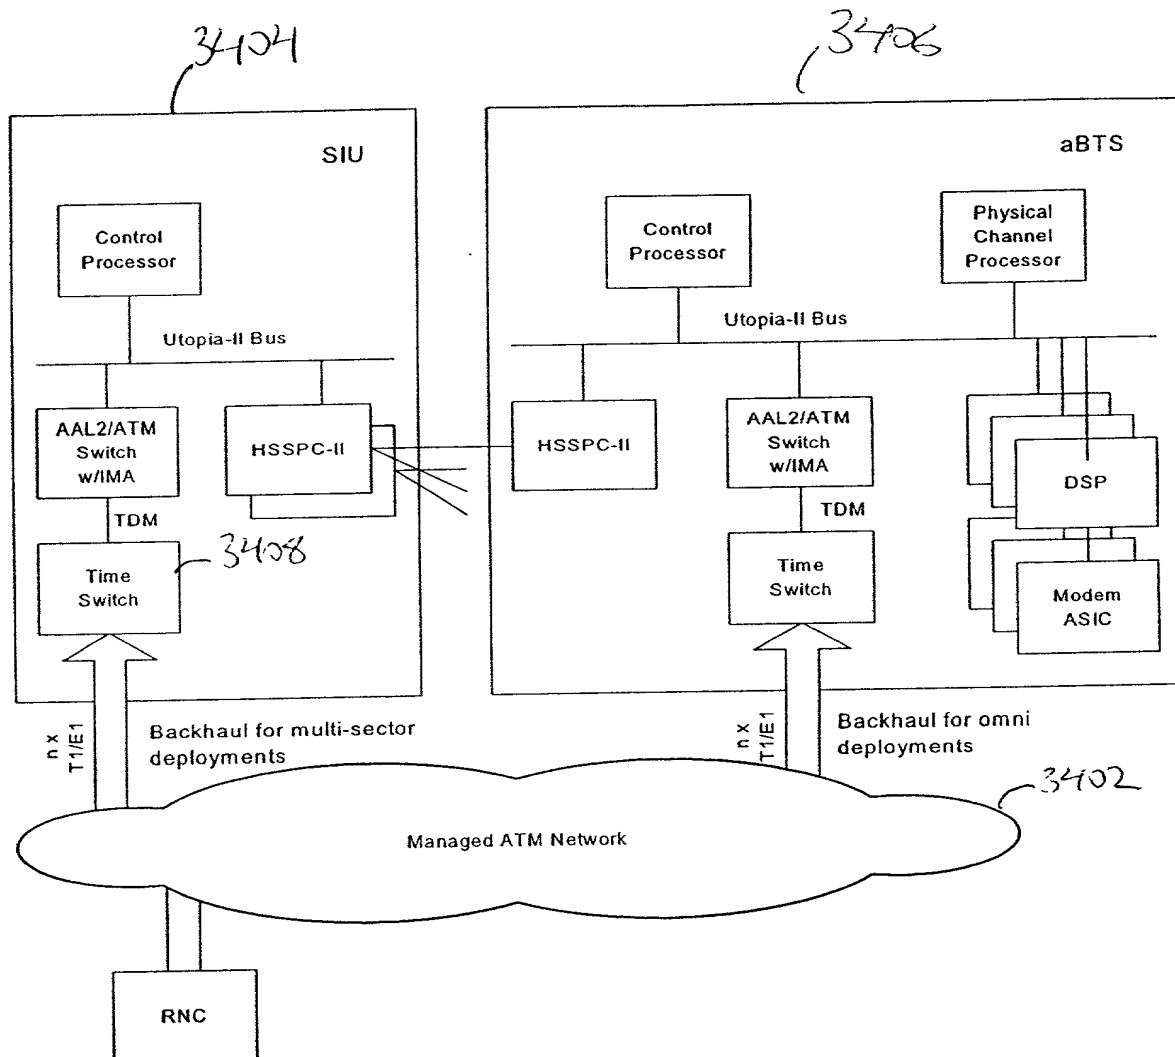 3404
3406
SIU
aBTS
Control
Processor
Control
Processor
Physical
Channel
Processor
Utopia-II Bus
Utopia-II Bus
AAL2/ATM
Switch
w/IMA
HSSPC-II
HSSPC-II
AAL2/ATM
Switch
w/IMA
DSP
TDM
TDM
3408
Time
Switch
Time
Switch
Modem
ASIC
n x
T1/E1
Backhaul for multi-sector
deployments
n x
T1/E1
Backhaul for omni
deployments
3402
Managed ATM Network
RNC